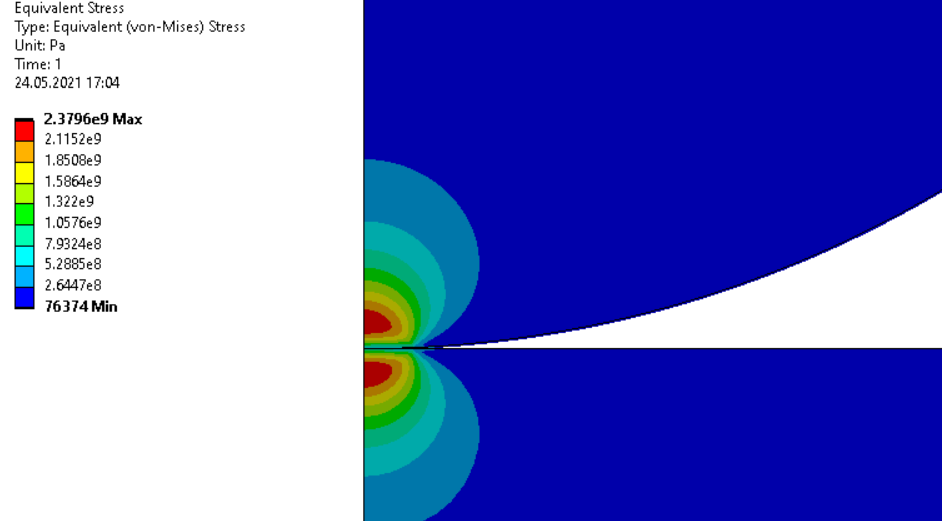 Equivalent Stress
Type: Equivalent (von-Mises) Stress
Unit: Pa
Time: 1
24.05.2021 17:04
2.3796e9 Max
2.1152e9
1.8508e9
1.5864e9
1.322e9
1.0576e9
7.9324e8
5.2885e8
2.6447e8
76374 Min